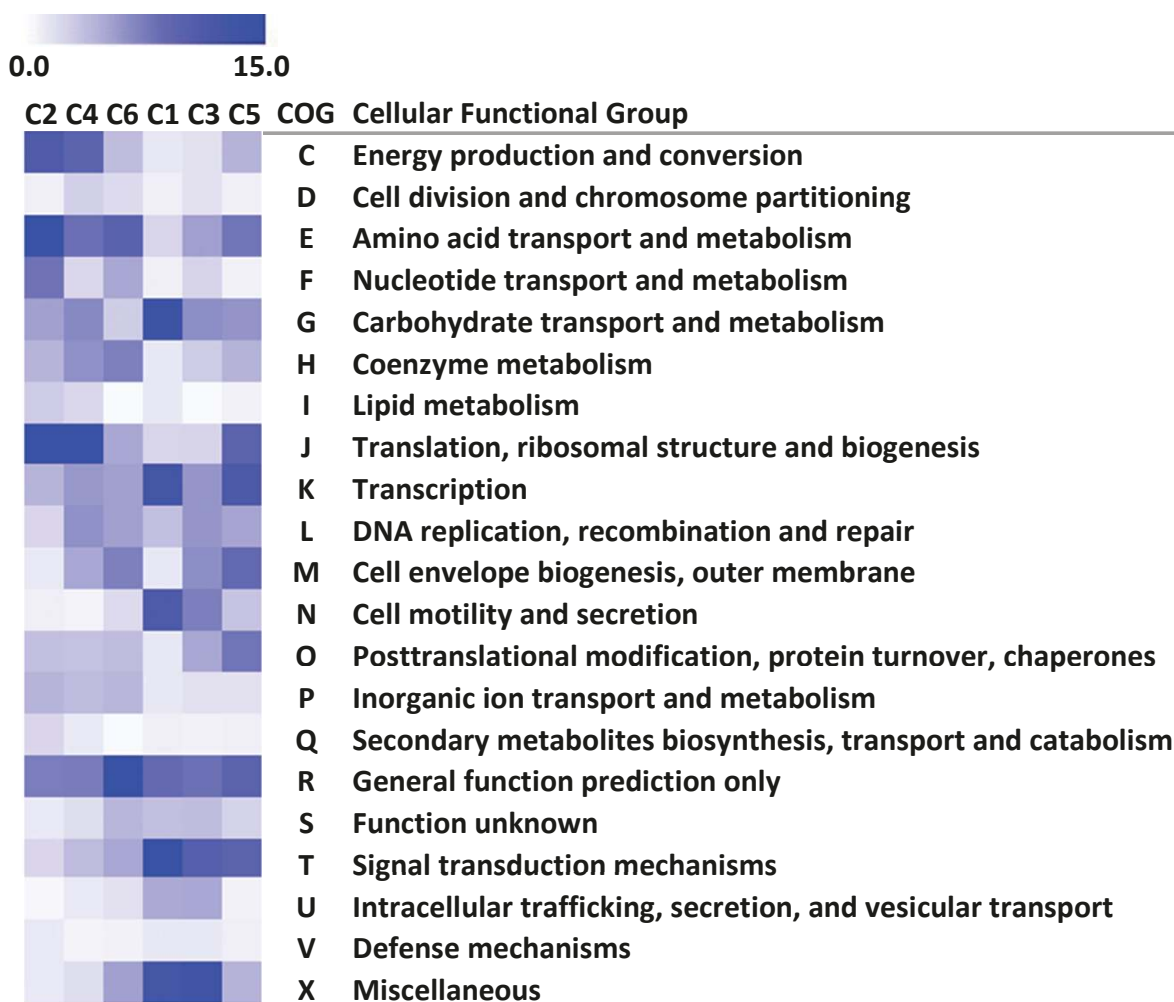 0.0 15.0
C2 C4 C6 C1 C3 C5 COG Cellular Functional Group
C Energy production and conversion
D Cell division and chromosome partitioning
E Amino acid transport and metabolism
F Nucleotide transport and metabolism
G Carbohydrate transport and metabolism
H Coenzyme metabolism
I Lipid metabolism
J Translation, ribosomal structure and biogenesis
K Transcription
L DNA replication, recombination and repair
M Cell envelope biogenesis, outer membrane
N Cell motility and secretion
O Posttranslational modification, protein turnover, chaperones
P Inorganic ion transport and metabolism
Q Secondary metabolites biosynthesis, transport and catabolism
R General function prediction only
S Function unknown
T Signal transduction mechanisms
U Intracellular trafficking, secretion, and vesicular transport
V Defense mechanisms
X Miscellaneous